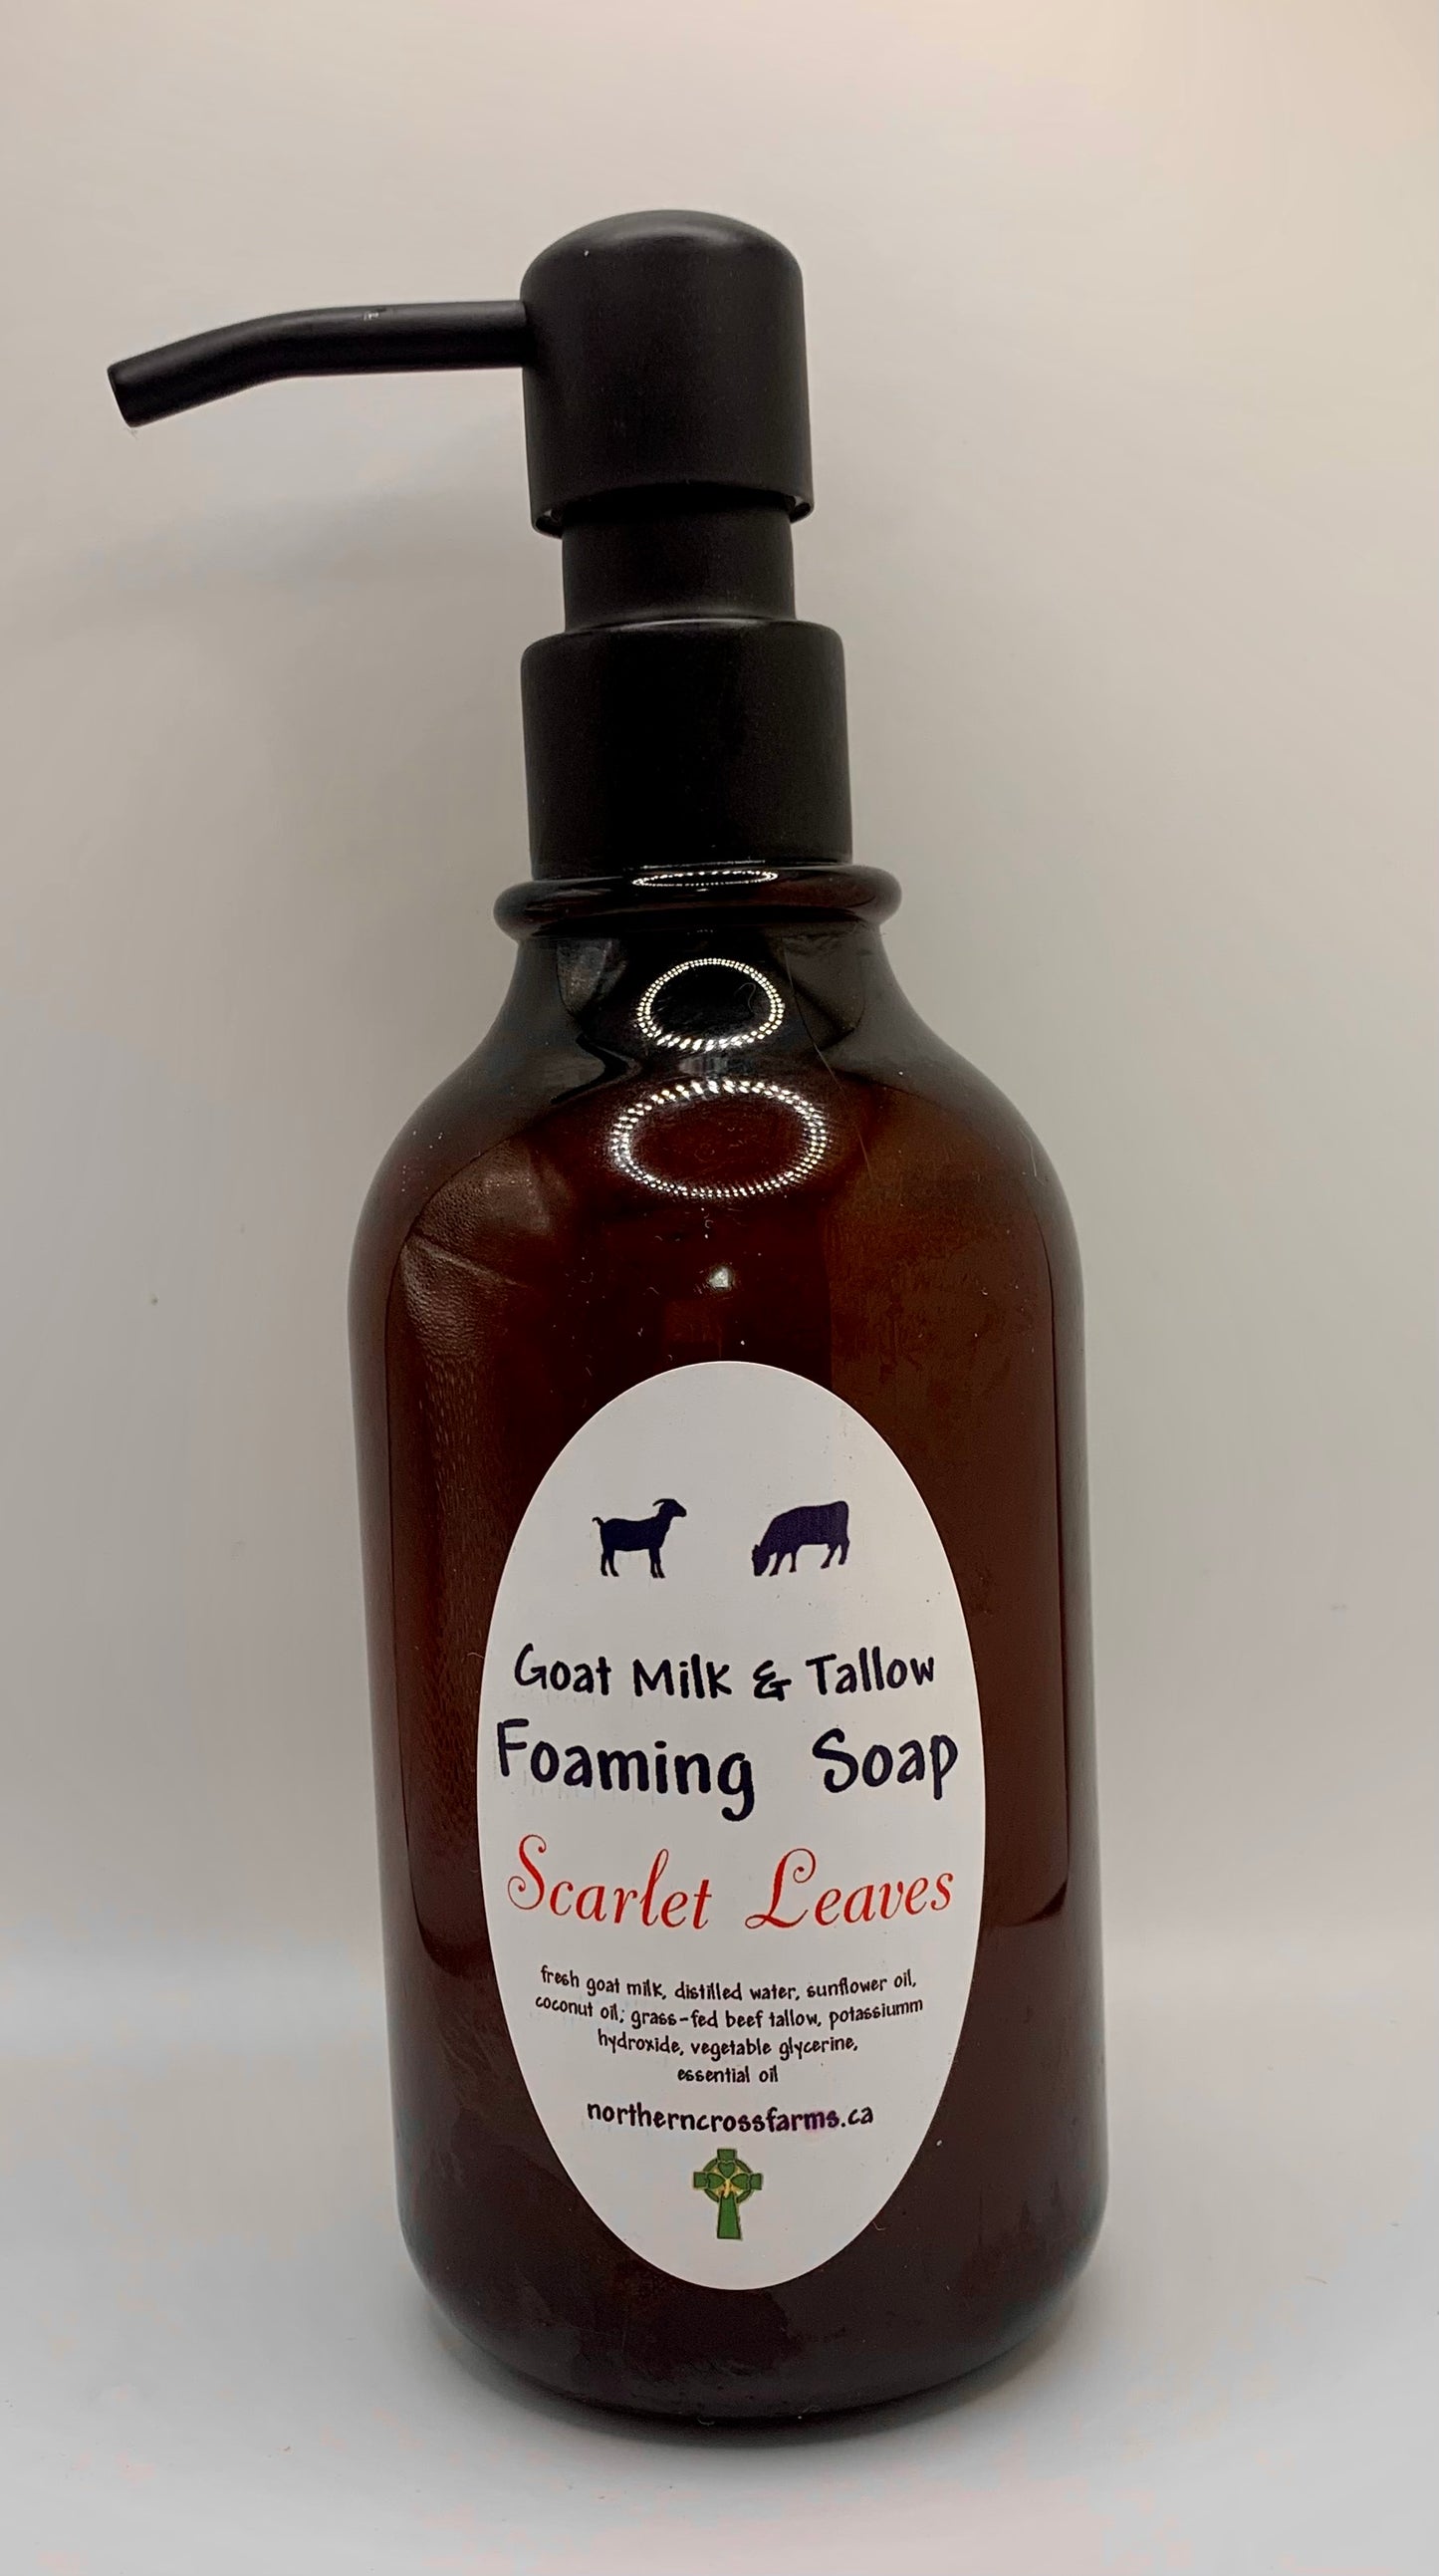 Goat Milk & Tallow
Foaming Soap
Scarlet Leaves
fresh goat milk, distilled water, sunflower oil,
coconut oil; grass-fed beef tallow, potassiumm
hydroxide, vegetable glycerine,
essential oil
northerncrossfarms.ca